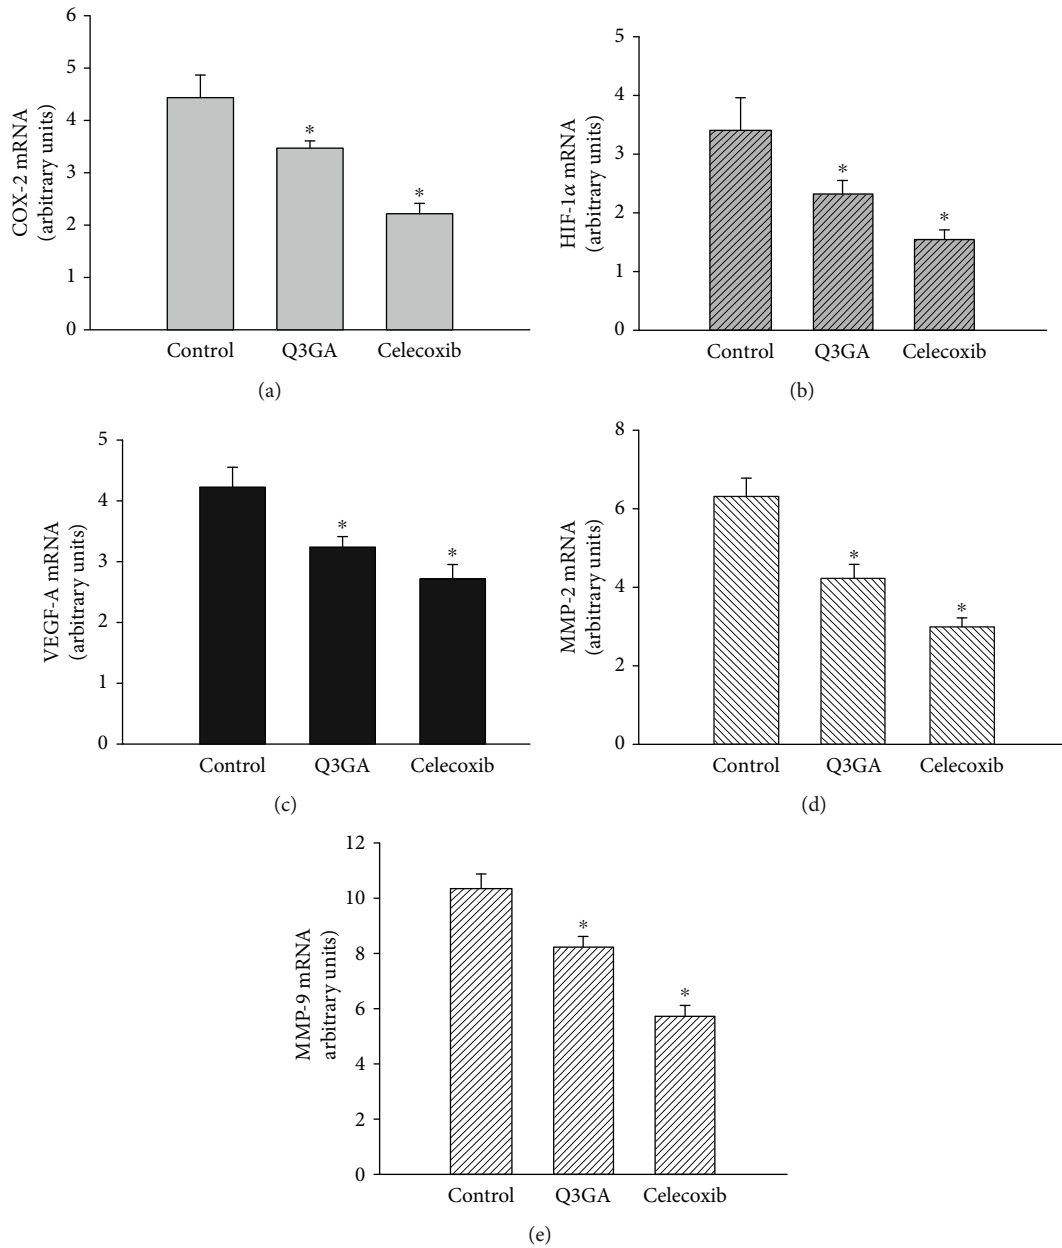 COX-2 mRNA
(arbitrary units)
6
5
4
3
2
1
0
*
*
Control Q3GA Celecoxib
(a)
HIF-1α mRNA
(arbitrary units)
5
4
3
2
1
0
*
*
Control Q3GA Celecoxib
(b)
VEGF-A mRNA
(arbitrary units)
5
4
3
2
1
0
*
*
Control Q3GA Celecoxib
(c)
MMP-2 mRNA
(arbitrary units)
8
6
4
2
0
*
*
Control Q3GA Celecoxib
(d)
MMP-9 mRNA
arbitrary units)
12
10
8
6
4
2
0
*
*
Control Q3GA Celecoxib
(e)